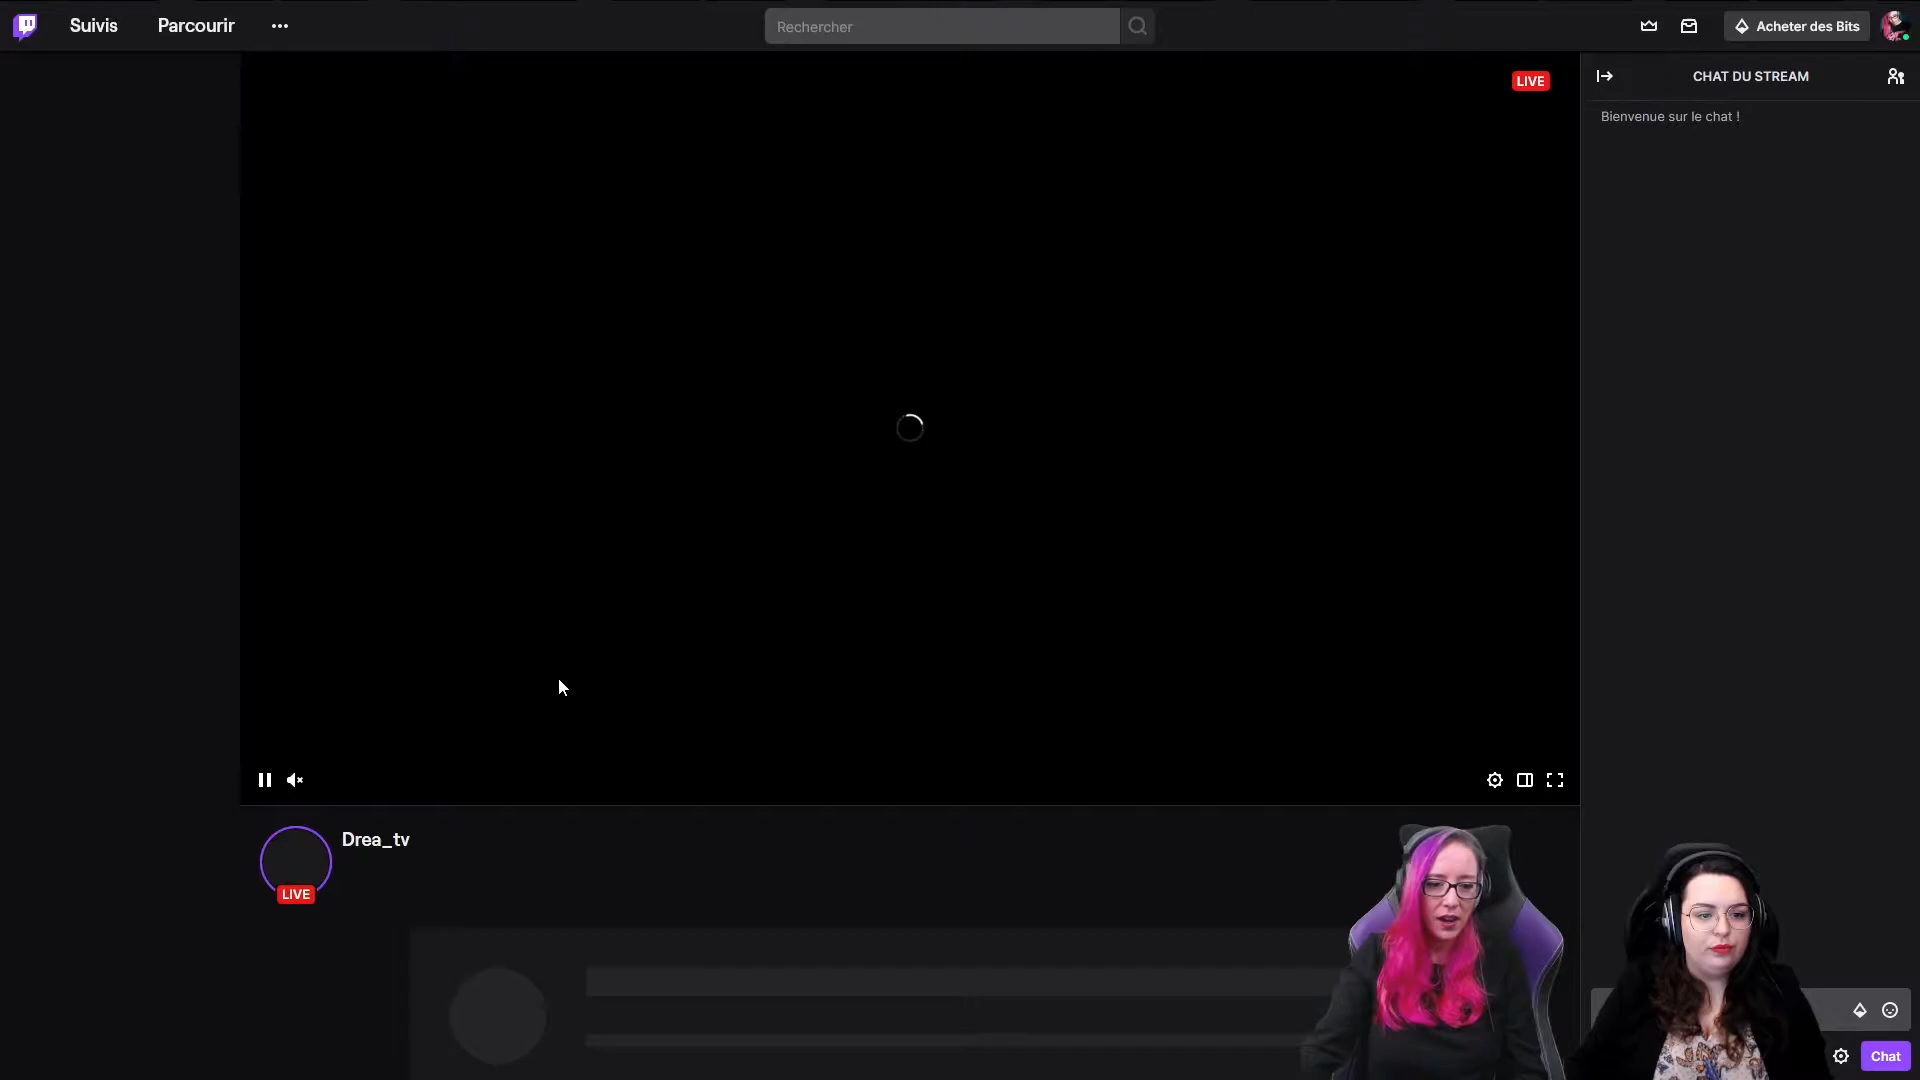 Suivis
Parcourir
Rechercher
Acheter des Bits
LIVE
CHAT DU STREAM
Bienvenue sur le chat !
Drea_tv
LIVE
Chat